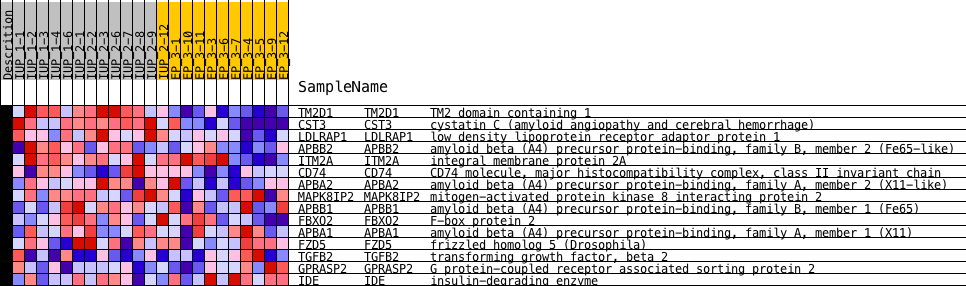 Descrition
IUP_1-1
IUP_1-2
IUP_1-3
IUP_1-4
IUP_1-6
IUP_2-2
IUP_2-3
IUP_2-6
IUP_2-7
IUP_2-8
IUP_2-9
IUP_2-12
EP_3-1
EP_3-10
EP_3-11
EP_3-3
EP_3-6
EP_3-7
EP_3-4
EP_3-5
EP_3-9
EP_3-12
SampleName
TM2D1 TM2D1 TM2 domain containing 1
CST3 CST3 cystatin C (amyloid angiopathy and cerebral hemorrhage)
LDLRAP1 LDLRAP1 low density lipoprotein receptor adaptor protein 1
APBB2 APBB2 amyloid beta (A4) precursor protein-binding, family B, member 2 (Fe65-like)
ITM2A ITM2A integral membrane protein 2A
CD74 CD74 CD74 molecule, major histocompatibility complex, class II invariant chain
APBA2 APBA2 amyloid beta (A4) precursor protein-binding, family A, member 2 (X11-like)
MAPK8IP2 MAPK8IP2 mitogen-activated protein kinase 8 interacting protein 2
APBB1 APBB1 amyloid beta (A4) precursor protein-binding, family B, member 1 (Fe65)
FBXO2 FBXO2 F-box protein 2
APBA1 APBA1 amyloid beta (A4) precursor protein-binding, family A, member 1 (X11)
FZD5 FZD5 frizzled homolog 5 (Drosophila)
TGFB2 TGFB2 transforming growth factor, beta 2
GPRASP2 GPRASP2 G protein-coupled receptor associated sorting protein 2
IDE IDE insulin-degrading enzyme